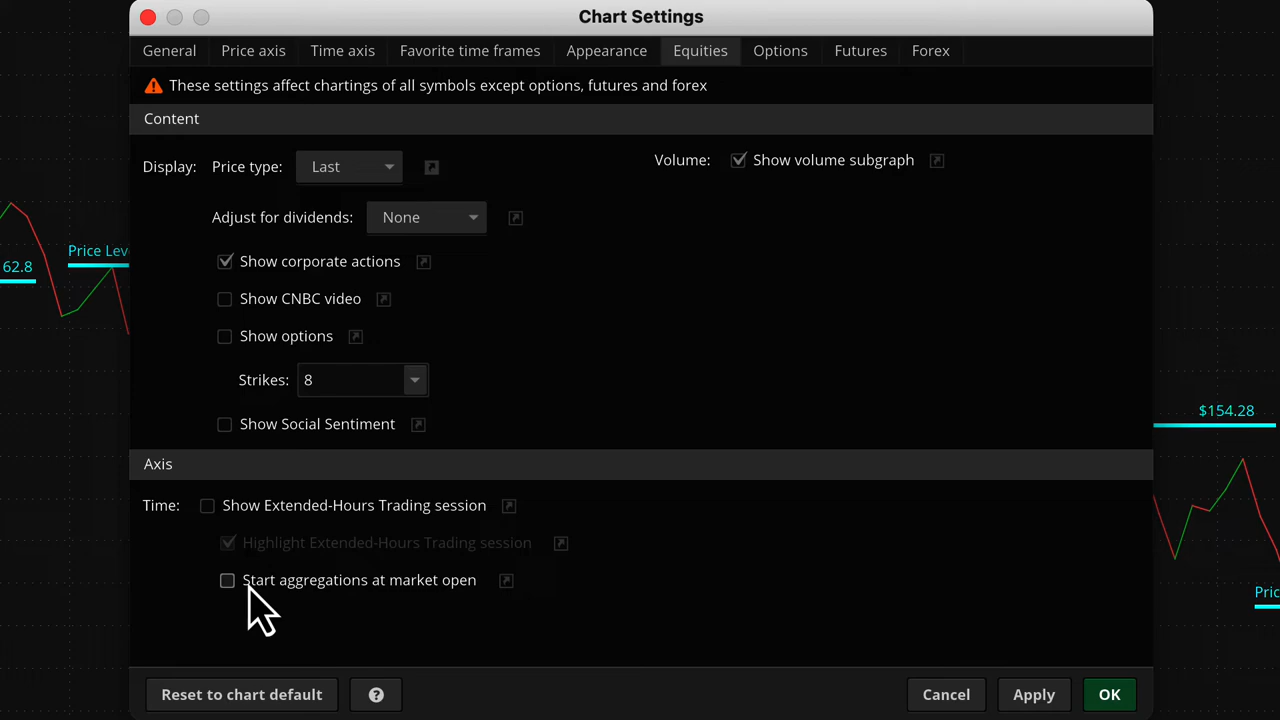 Chart Settings
General Price axis Time axis Favorite time frames Appearance Equities Options Futures Forex
These settings affect chartings of all symbols except options, futures and forex
Content
Display: Price type: Last Volume: Show volume subgraph
Adjust for dividends: None
Show corporate actions
Price Lev
62.8
Show CNBC video
Show options
Strikes: 8
$154.28
Show Social Sentiment
Axis
Time: Show Extended-Hours Trading session
Highlight Extended-Hours Trading session
Start aggregations at market open
Pric
Reset to chart default ? Cancel Apply OK